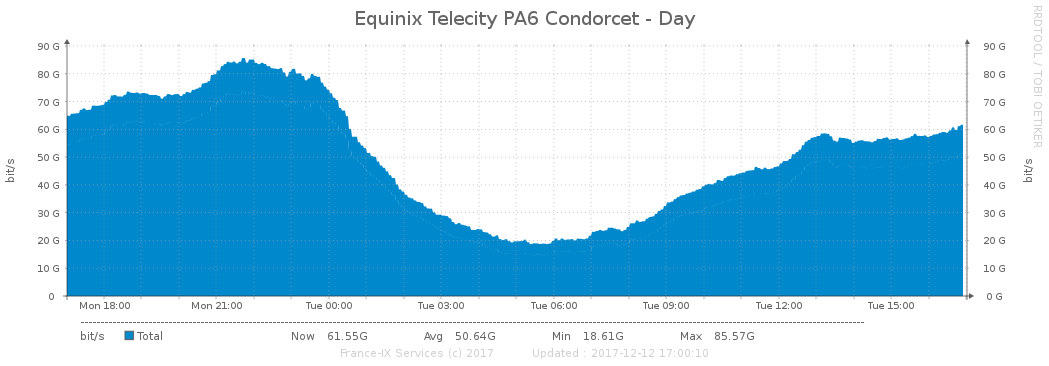 Equinix Telecity PA6 Condorcet - Day
RRDTOOL / TOBI OETIKER
bit/s
90 G
80 G
70 G
60 G
50 G
40 G
30 G
20 G
10 G
0
90 G
80 G
70 G
60 G
50 G
40 G
30 G
20 G
10 G
0 G
bit/s
Mon 18:00 Mon 21:00 Tue 00:00 Tue 03:00 Tue 06:00 Tue 09:00 Tue 12:00 Tue 15:00
bit/s Total Now 61.55G Avg 50.64G Min 18.61G Max 85.57G
France-IX Services (c) 2017 Updated : 2017-12-12 17:00:10